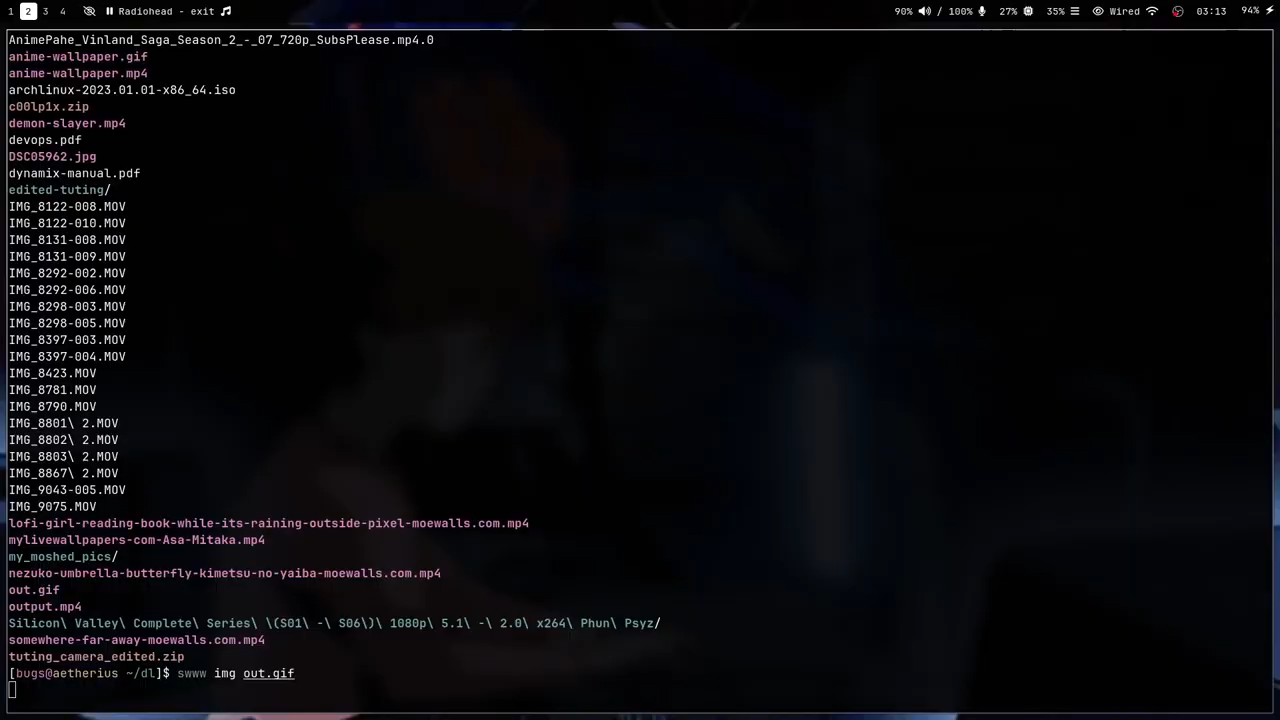 1 2 3 4 Radiohead - exit 90% / 100% 27% 35% Wired 03:13 94%
AnimePahe_Vinland_Saga_Season_2_-_07_720p_SubsPlease.mp4.0
anime-wallpaper.gif
anime-wallpaper.mp4
archlinux-2023.01.01-x86_64.iso
c00lp1x.zip
demon-slayer.mp4
devops.pdf
DSC05962.jpg
dynamix-manual.pdf
edited-tuting/
IMG_8122-008.MOV
IMG_8122-010.MOV
IMG_8131-008.MOV
IMG_8131-009.MOV
IMG_8292-002.MOV
IMG_8292-006.MOV
IMG_8298-003.MOV
IMG_8298-005.MOV
IMG_8397-003.MOV
IMG_8397-004.MOV
IMG_8423.MOV
IMG_8781.MOV
IMG_8790.MOV
IMG_8801\ 2.MOV
IMG_8802\ 2.MOV
IMG_8803\ 2.MOV
IMG_8867\ 2.MOV
IMG_9043-005.MOV
IMG_9075.MOV
lofi-girl-reading-book-while-its-raining-outside-pixel-moewalls.com.mp4
mylivewallpapers-com-Asa-Mitaka.mp4
my_moshed_pics/
nezuko-umbrella-butterfly-kimetsu-no-yaiba-moewalls.com.mp4
out.gif
output.mp4
Silicon\ Valley\ Complete\ Series\ \(S01\ -\ S06\)\ 1080p\ 5.1\ -\ 2.0\ x264\ Phun\ Psyz/
somewhere-far-away-moewalls.com.mp4
tuting_camera_edited.zip
[bugs@aetherius ~/dl]$ swww img out.gif